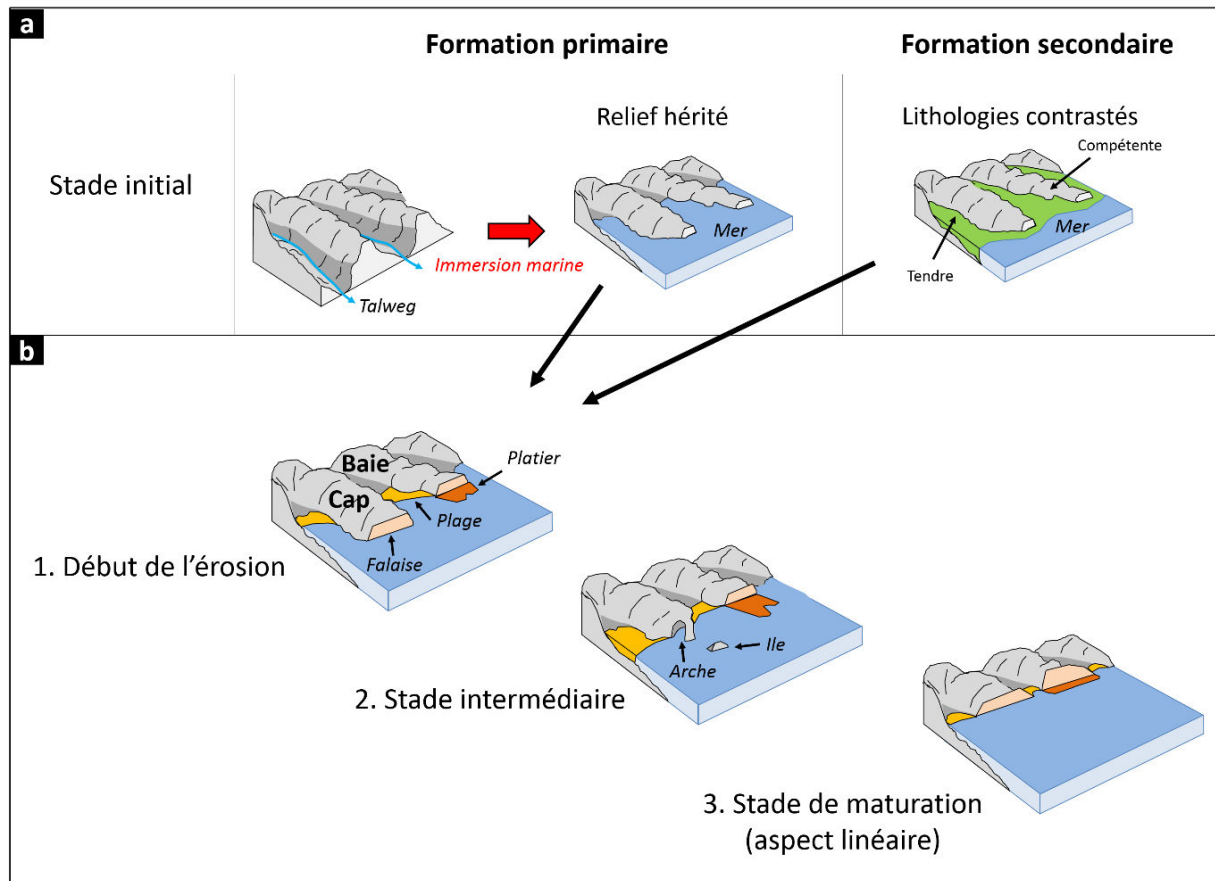 a
Formation primaire
Formation secondaire
Stade initial
Relief hérité
Lithologies contrastés
Compétente
Mer
Immersion marine
Talweg
Mer
Tendre
b
Baie
Platier
Cap
Plage
Falaise
1. Début de l’érosion
Ile
Arche
2. Stade intermédiaire
3. Stade de maturation
(aspect linéaire)